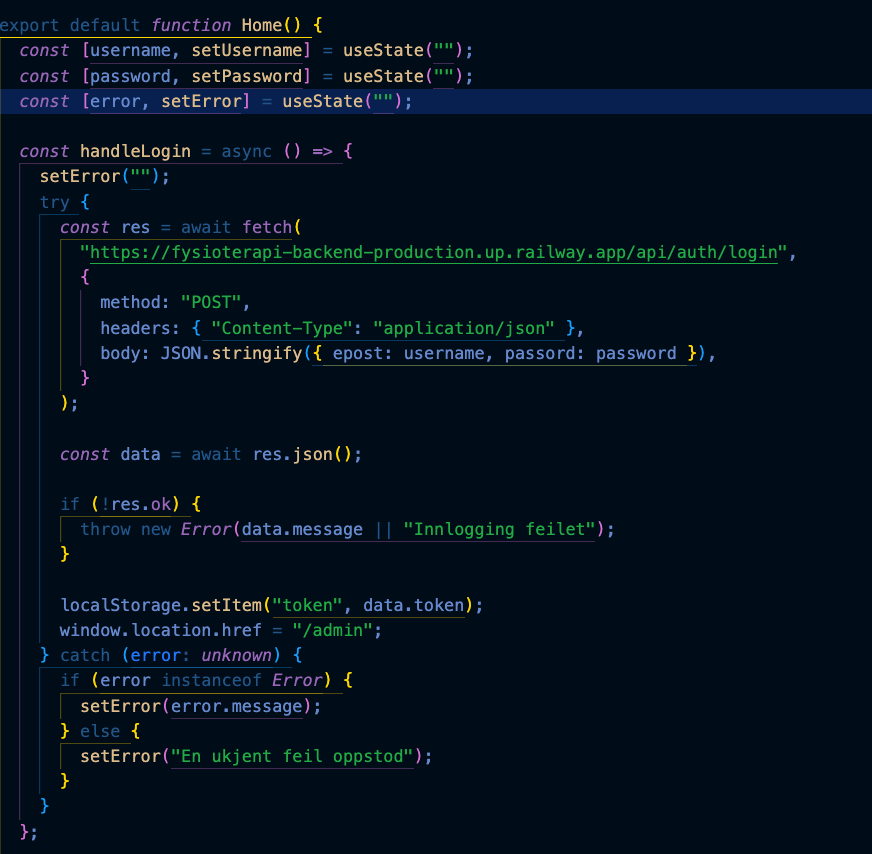 export default function Home() {
const [username, setUsername] = useState("");
const [password, setPassword] = useState("");
const [error, setError] = useState("");
const handleLogin = async () => {
setError("");
try {
const res = await fetch(
"https://fysioterapi-backend-production.up.railway.app/api/auth/login",
{
method: "POST",
headers: { "Content-Type": "application/json" },
body: JSON.stringify({ epost: username, passord: password }),
}
);
const data = await res.json();
if (!res.ok) {
throw new Error(data.message || "Innlogging feilet");
}
localStorage.setItem("token", data.token);
window.location.href = "/admin";
} catch (error: unknown) {
if (error instanceof Error) {
setError(error.message);
} else {
setError("En ukjent feil oppstod");
}
}
};